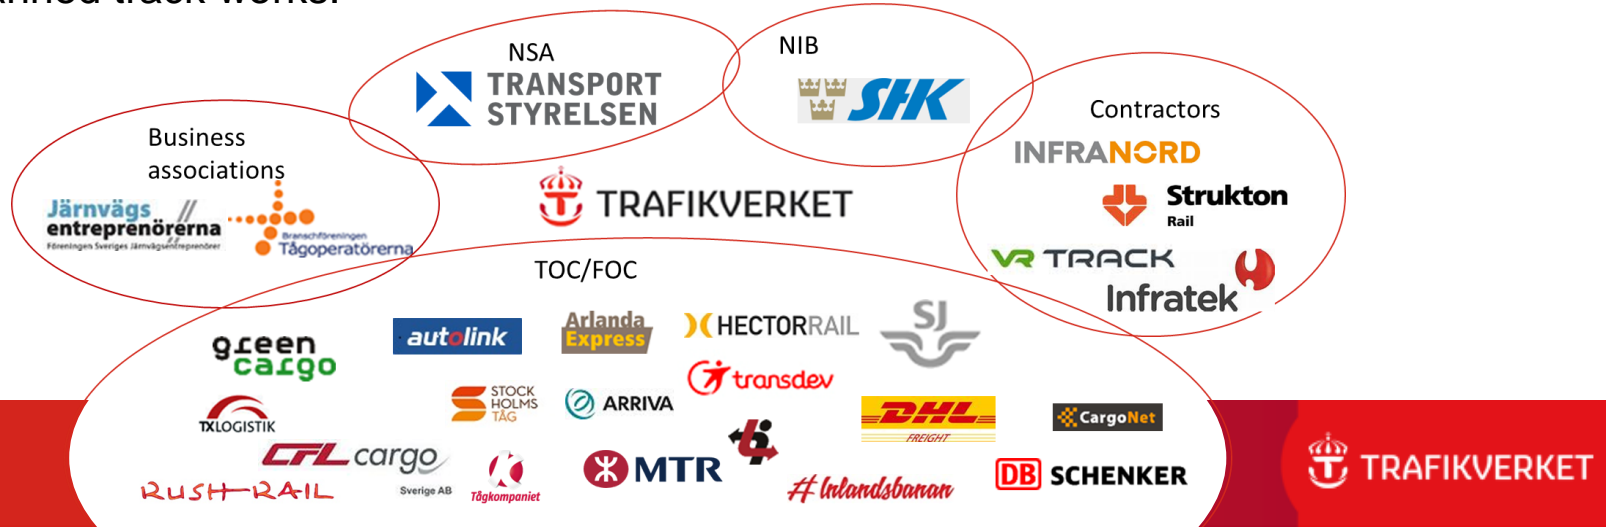 track works.
NSA
TRANSPORT
STYRELSEN
NIB
SHK
Contractors
INFRANORD
Strukton
Rail
VR TRACK
Infratek
Business
associations
Järnvägs
entreprenörerna
Föreningen Sveriges Järnvägsentreprenörer
Branschföreningen
Tågoperatörerna
TRAFIKVERKET
TOC/FOC
green
cargo
autolink
Arlanda
Express
HECTORRAIL
SJ
transdev
STOCK
HOLMS
TÅG
ARRIVA
TXLOGISTIK
DHL
FREIGHT
CargoNet
CFL cargo
Sverige AB
Tågkompaniet
MTR
RUSH RAIL
#Inlandsbanan
DB SCHENKER
TRAFIKVERKET